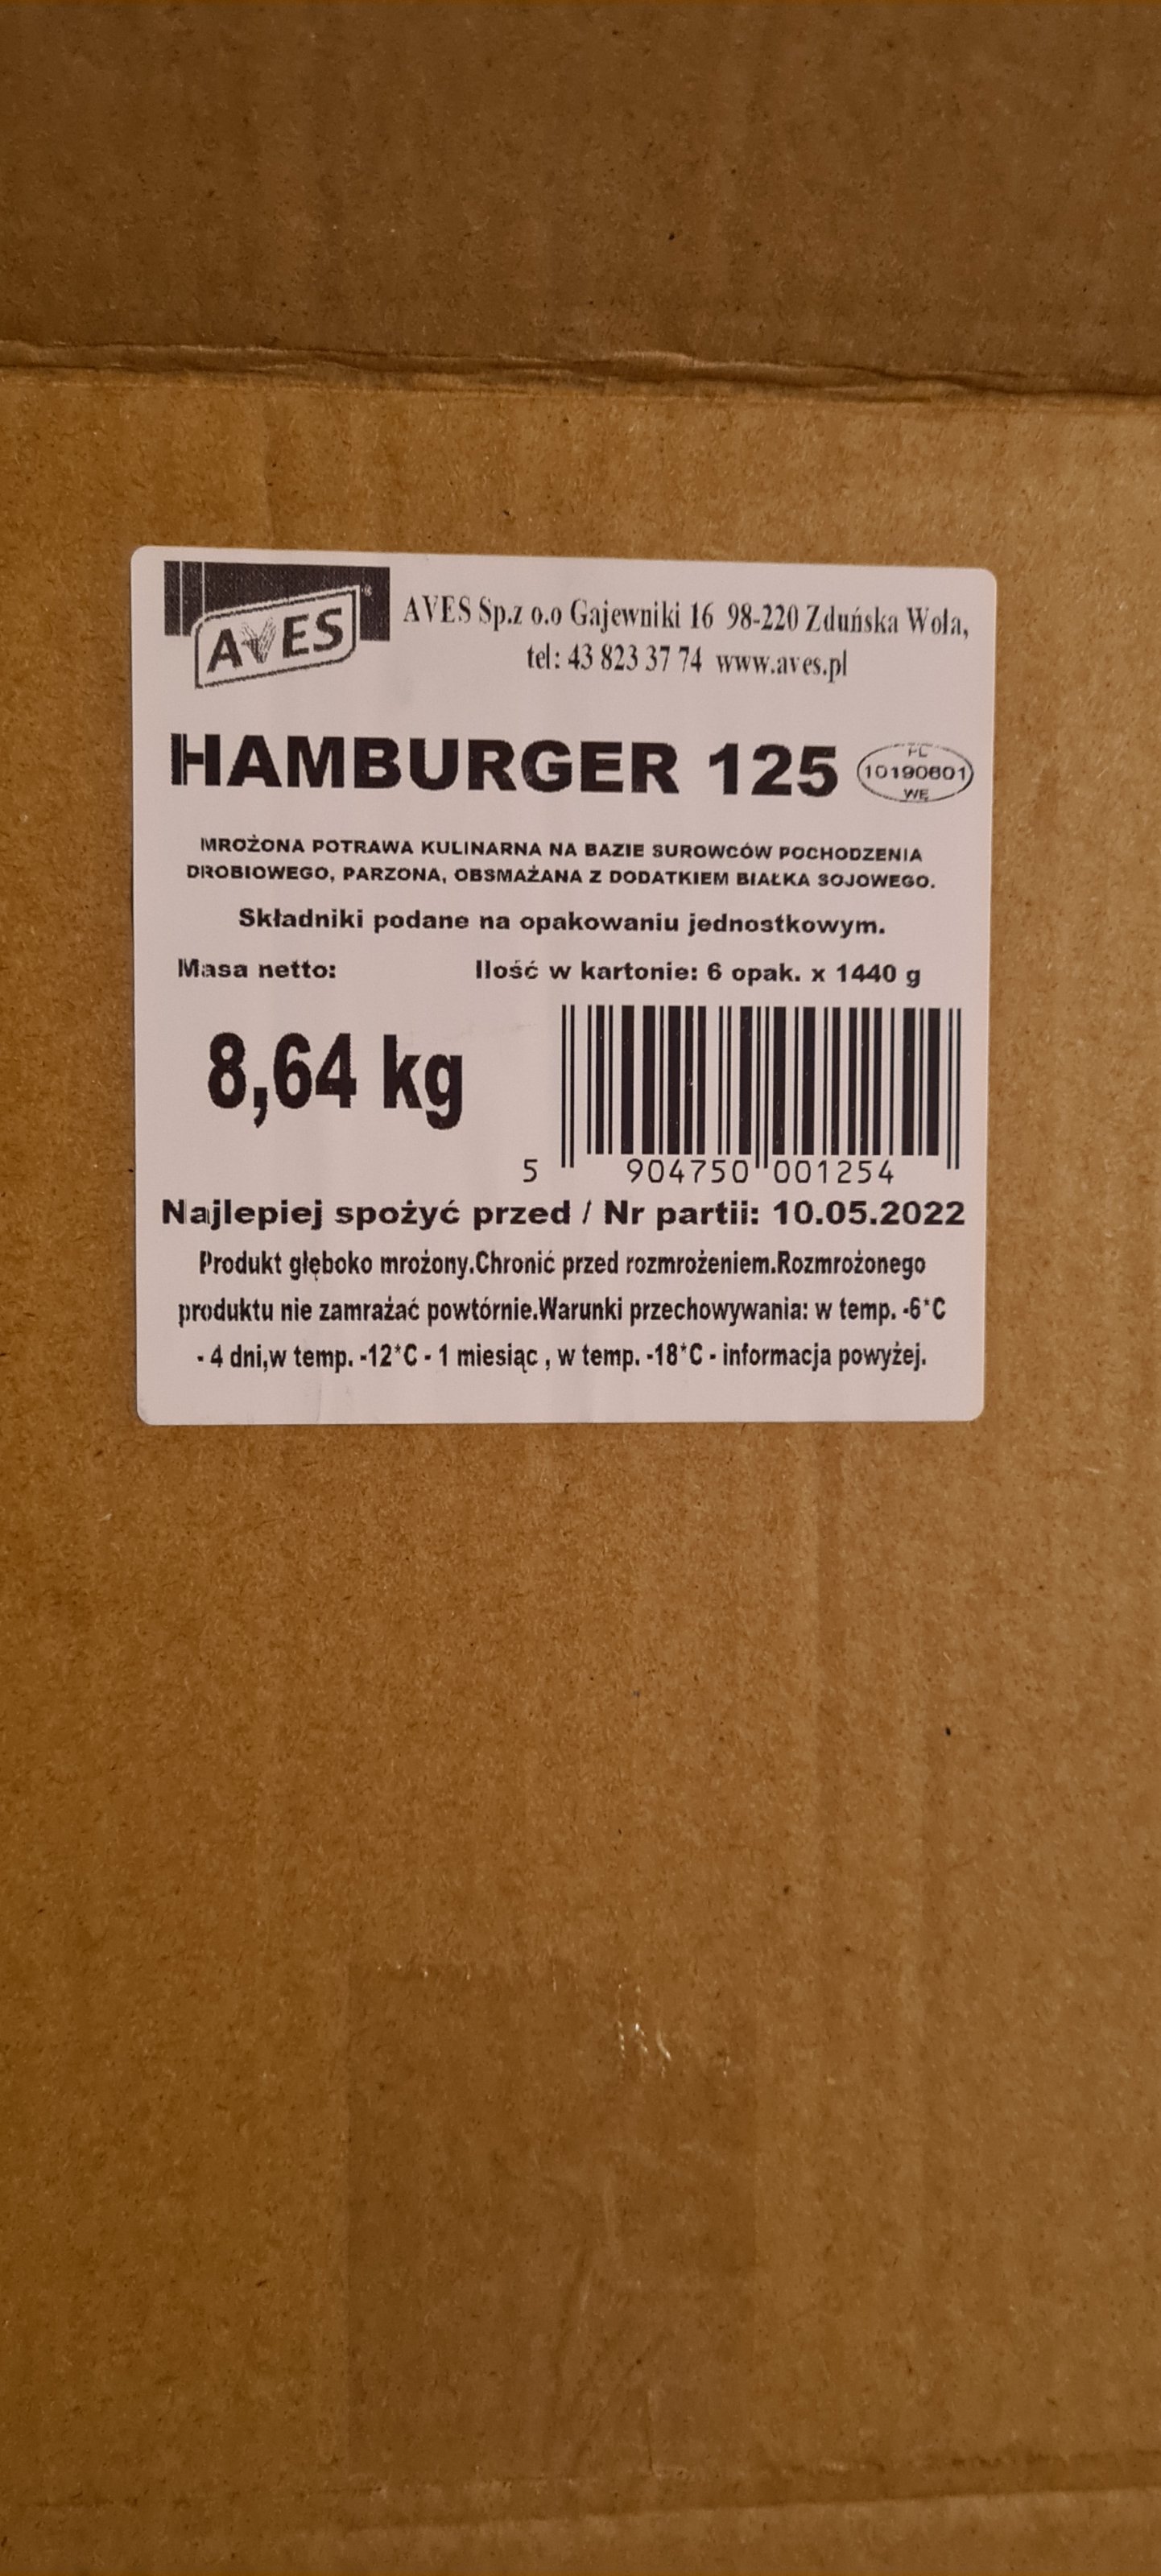 AVES ®
AVES Sp.z o.o Gajewniki 16 98-220 Zduńska Wola,
tel: 43 823 37 74 www.aves.pl
HAMBURGER 125
PL
10190601
WE
MROŻONA POTRAWA KULINARNA NA BAZIE SUROWCÓW POCHODZENIA
DROBIOWEGO, PARZONA, OBSMAŻANA Z DODATKIEM BIAŁKA SOJOWEGO.
Składniki podane na opakowaniu jednostkowym.
Masa netto: Ilość w kartonie: 6 opak. x 1440 g
8,64 kg
5 904750 001254
Najlepiej spożyć przed / Nr partii: 10.05.2022
Produkt głęboko mrożony.Chronić przed rozmrożeniem.Rozmrożonego
produktu nie zamrażać powtórnie.Warunki przechowywania: w temp. -6*C
- 4 dni,w temp. -12*C - 1 miesiąc , w temp. -18*C - informacja powyżej.